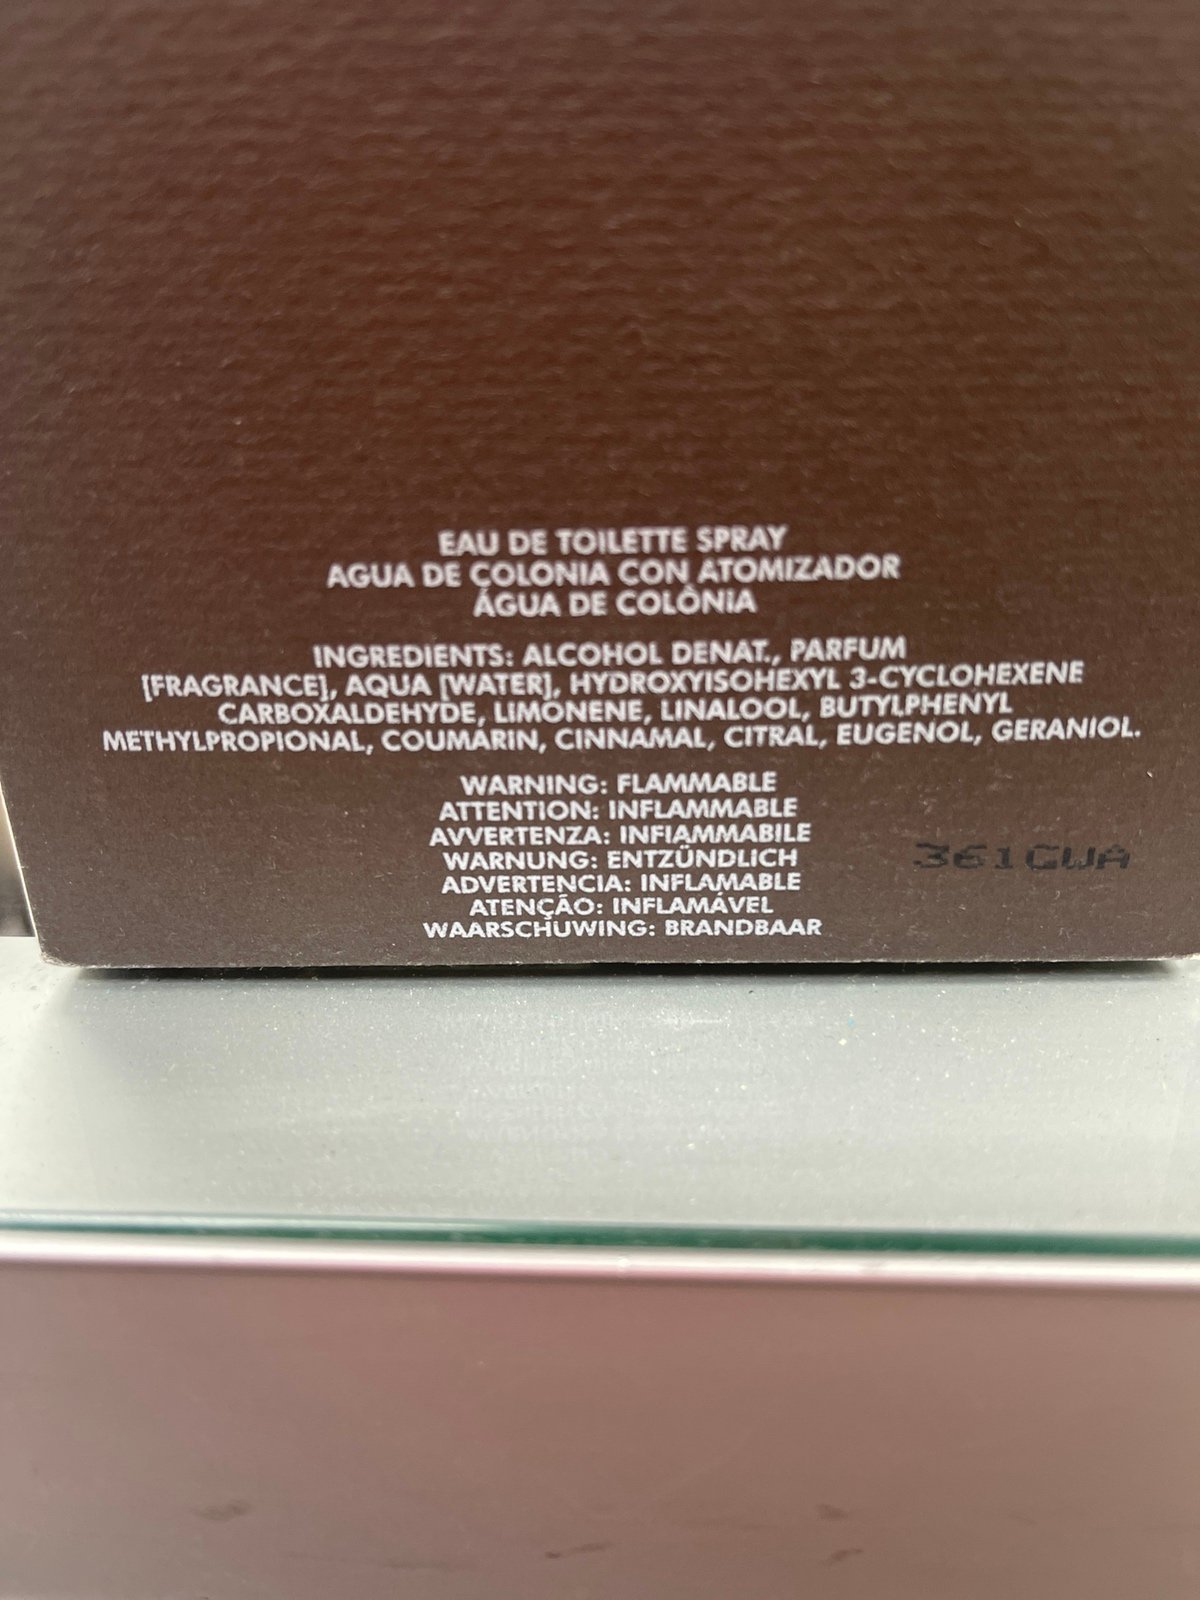 EAU DE TOILETTE SPRAY
AGUA DE COLONIA CON ATOMIZADOR
ÁGUA DE COLÔNIA
INGREDIENTS: ALCOHOL DENAT., PARFUM
[FRAGRANCE], AQUA [WATER], HYDROXYISOHEXYL 3-CYCLOHEXENE
CARBOXALDEHYDE, LIMONENE, LINALOOL, BUTYLPHENYL
METHYLPROPIONAL, COUMARIN, CINNAMAL, CITRAL, EUGENOL, GERANIOL.
WARNING: FLAMMABLE
ATTENTION: INFLAMMABLE
AVVERTENZA: INFIAMMABILE
WARNUNG: ENTZÜNDLICH
ADVERTENCIA: INFLAMABLE
ATENÇÃO: INFLAMÁVEL
WAARSCHUWING: BRANDBAAR
361GWA